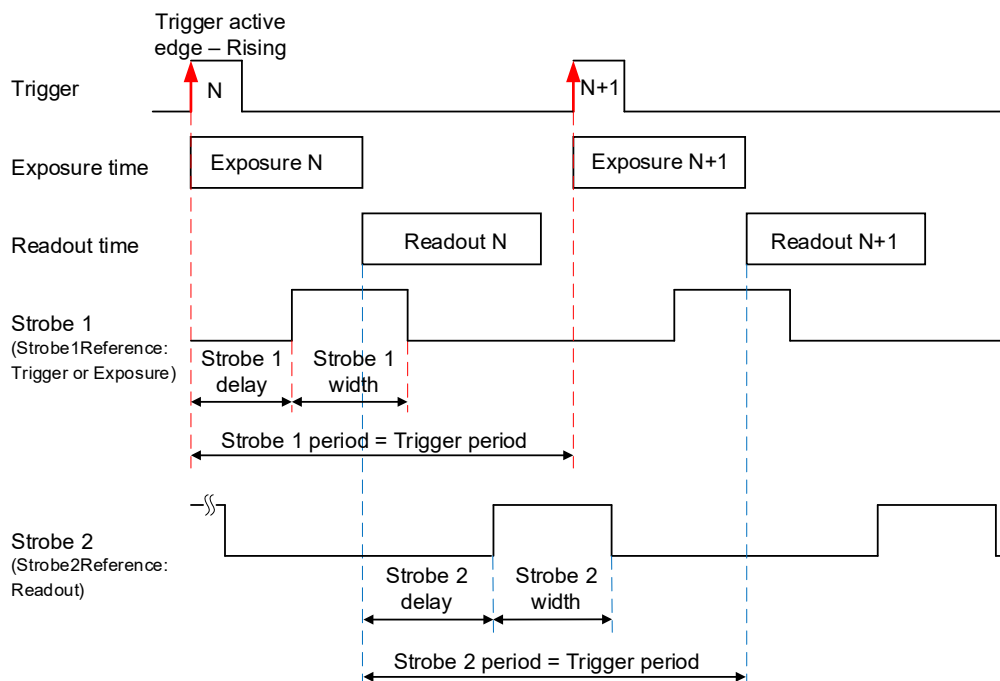 Trigger active
edge – Rising
Trigger
N
N+1
Exposure time
Exposure N
Exposure N+1
Readout time
Readout N
Readout N+1
Strobe 1
(Strobe1Reference:
Trigger or Exposure)
Strobe 1
delay
Strobe 1
width
Strobe 1 period = Trigger period
Strobe 2
(Strobe2Reference:
Readout)
Strobe 2
delay
Strobe 2
width
Strobe 2 period = Trigger period